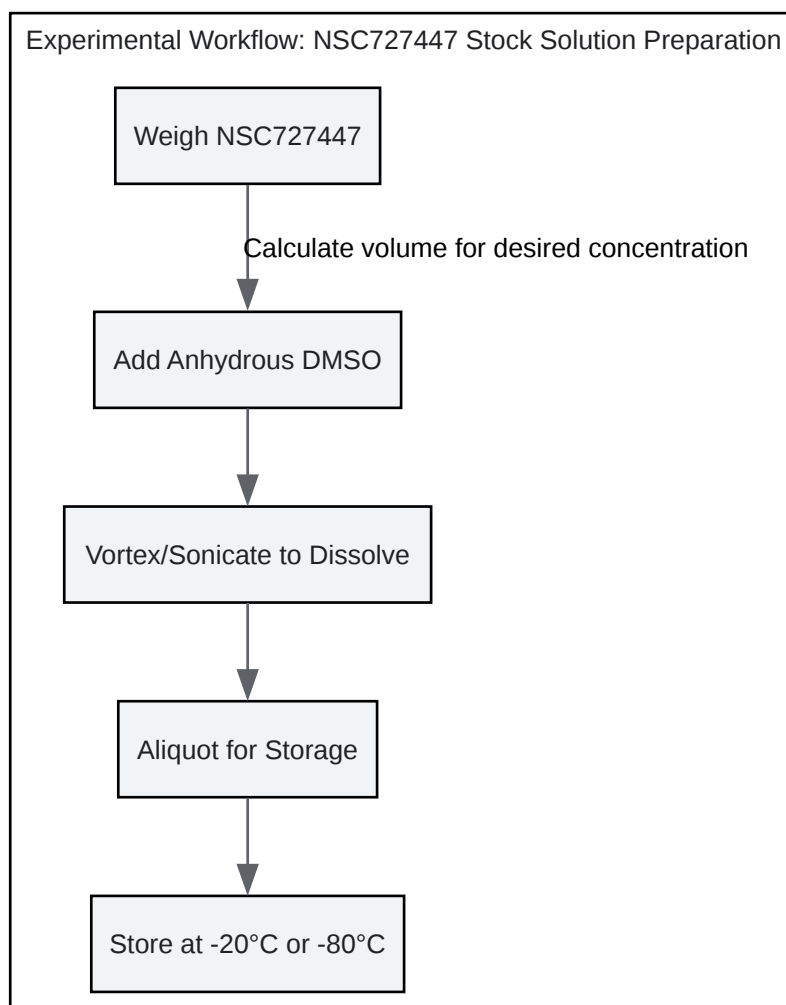 Experimental Workflow: NSC727447 Stock Solution Preparation
Weigh NSC727447
Calculate volume for desired concentration
Add Anhydrous DMSO
Vortex/Sonicate to Dissolve
Aliquot for Storage
Store at -20°C or -80°C